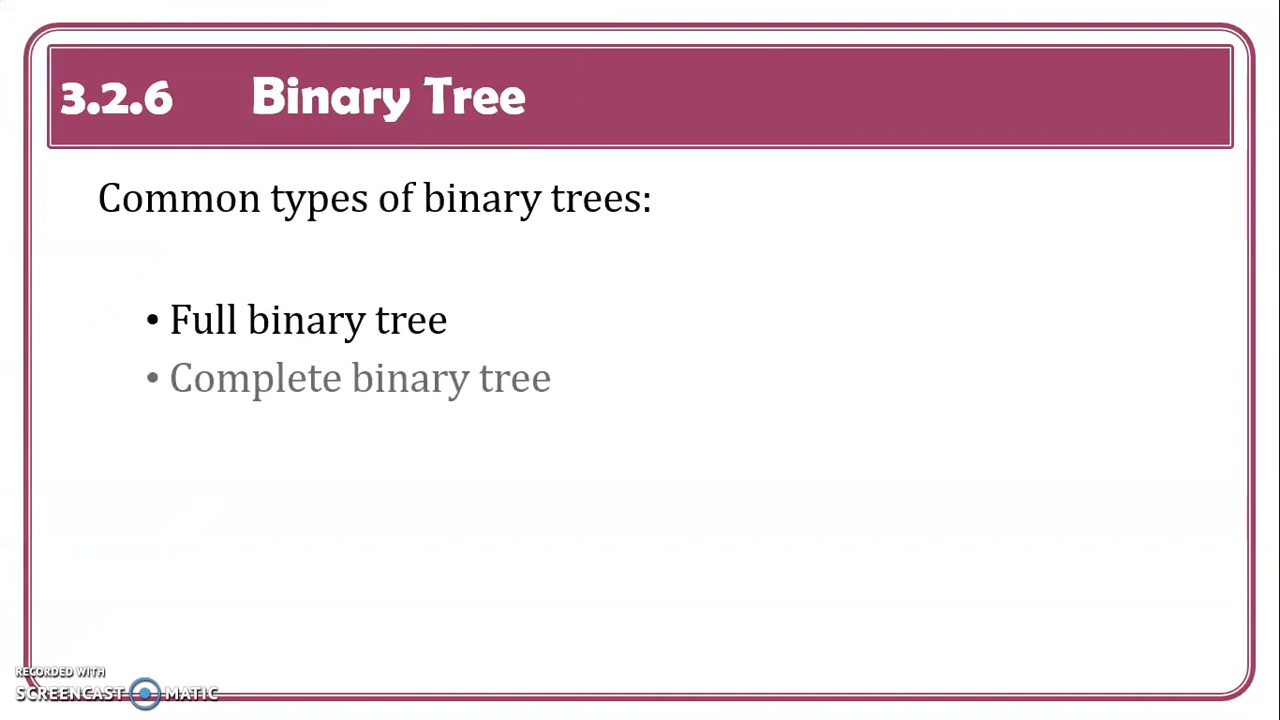 3.2.6 Binary Tree
Common types of binary trees:
• Full binary tree
• Complete binary tree
RECORDED WITH
SCREENCAST MATIC